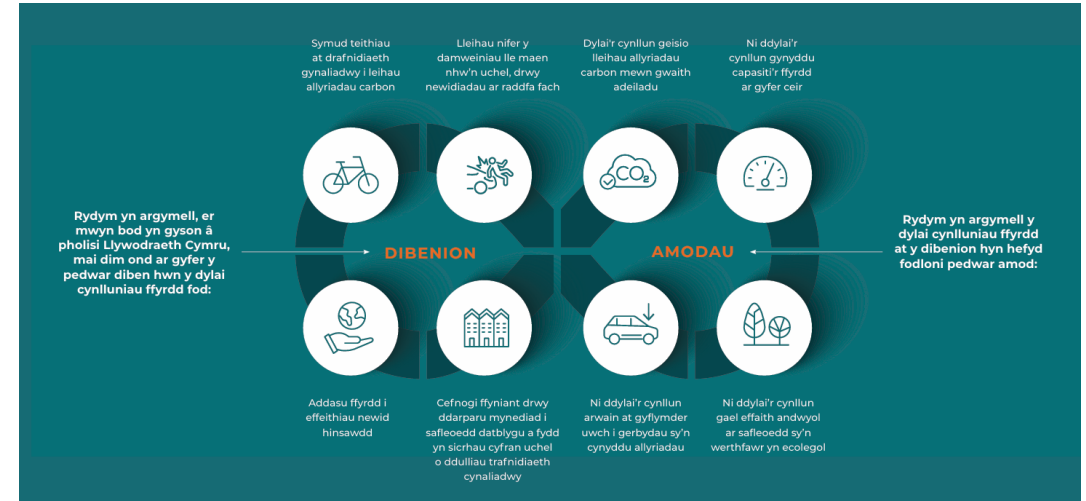 Symud teithiau
at drafnidiaeth
gynaliadwy i leihau
allyriadau carbon
Lleihau nifer y
damweiniau lle maen
nhw'n uchel, drwy
newidiadau ar raddfa fach
Dylai'r cynllun geisio
lleihau allyriadau
carbon mewn gwaith
adeiladu
Ni ddylai'r
cynllun gynyddu
capasiti'r ffyrdd
ar gyfer ceir
CO₂
Rydym yn argymell, er
mwyn bod yn gyson â
pholisi Llywodraeth Cymru,
mai dim ond ar gyfer y
pedwar diben hwn y dylai
cynlluniau ffyrdd fod:
DIBENION
AMODAU
Rydym yn argymell y
dylai cynlluniau ffyrdd
at y dibenion hyn hefyd
fodloni pedwar amod:
Addasu ffyrdd i
effeithiau newid
hinsawdd
Cefnogi ffyniant drwy
ddarparu mynediad i
safleoedd datblygu a fydd
yn sicrhau cyfran uchel
o ddulliau trafnidiaeth
cynaliadwy
Ni ddylai'r cynllun
arwain at gyflymder
uwch i gerbydau sy'n
cynyddu allyriadau
Ni ddylai'r cynllun
gael effaith andwyol
ar safleoedd sy'n
werthfawr yn ecolegol